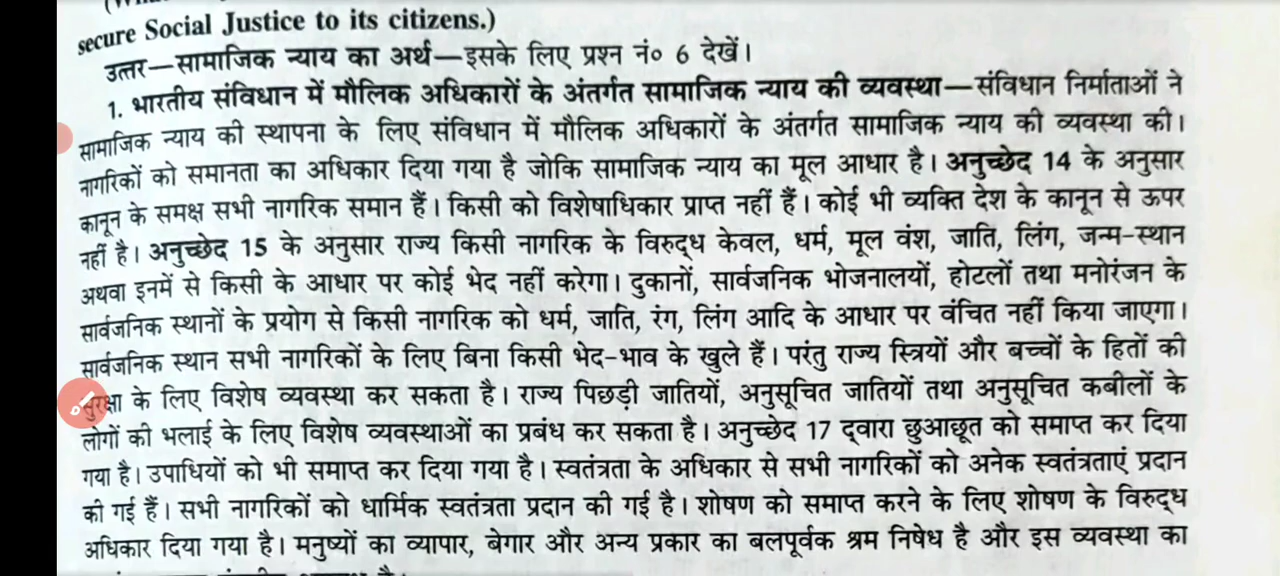 secure Social Justice to its citizens.)
उत्तर—सामाजिक न्याय का अर्थ—इसके लिए प्रश्न नं० 6 देखें।
1. भारतीय संविधान में मौलिक अधिकारों के अंतर्गत सामाजिक न्याय की व्यवस्था—संविधान निर्माताओं ने
सामाजिक न्याय की स्थापना के लिए संविधान में मौलिक अधिकारों के अंतर्गत सामाजिक न्याय की व्यवस्था की।
नागरिकों को समानता का अधिकार दिया गया है जोकि सामाजिक न्याय का मूल आधार है। अनुच्छेद 14 के अनुसार
कानून के समक्ष सभी नागरिक समान हैं। किसी को विशेषाधिकार प्राप्त नहीं हैं। कोई भी व्यक्ति देश के कानून से ऊपर
नहीं है। अनुच्छेद 15 के अनुसार राज्य किसी नागरिक के विरुद्ध केवल, धर्म, मूल वंश, जाति, लिंग, जन्म-स्थान
अथवा इनमें से किसी के आधार पर कोई भेद नहीं करेगा। दुकानों, सार्वजनिक भोजनालयों, होटलों तथा मनोरंजन के
सार्वजनिक स्थानों के प्रयोग से किसी नागरिक को धर्म, जाति, रंग, लिंग आदि के आधार पर वंचित नहीं किया जाएगा।
सार्वजनिक स्थान सभी नागरिकों के लिए बिना किसी भेद-भाव के खुले हैं। परंतु राज्य स्त्रियों और बच्चों के हितों की
सुरक्षा के लिए विशेष व्यवस्था कर सकता है। राज्य पिछड़ी जातियों, अनुसूचित जातियों तथा अनुसूचित कबीलों के
लोगों की भलाई के लिए विशेष व्यवस्थाओं का प्रबंध कर सकता है। अनुच्छेद 17 द्वारा छुआछूत को समाप्त कर दिया
गया है। उपाधियों को भी समाप्त कर दिया गया है। स्वतंत्रता के अधिकार से सभी नागरिकों को अनेक स्वतंत्रताएं प्रदान
की गई हैं। सभी नागरिकों को धार्मिक स्वतंत्रता प्रदान की गई है। शोषण को समाप्त करने के लिए शोषण के विरुद्ध
अधिकार दिया गया है। मनुष्यों का व्यापार, बेगार और अन्य प्रकार का बलपूर्वक श्रम निषेध है और इस व्यवस्था का